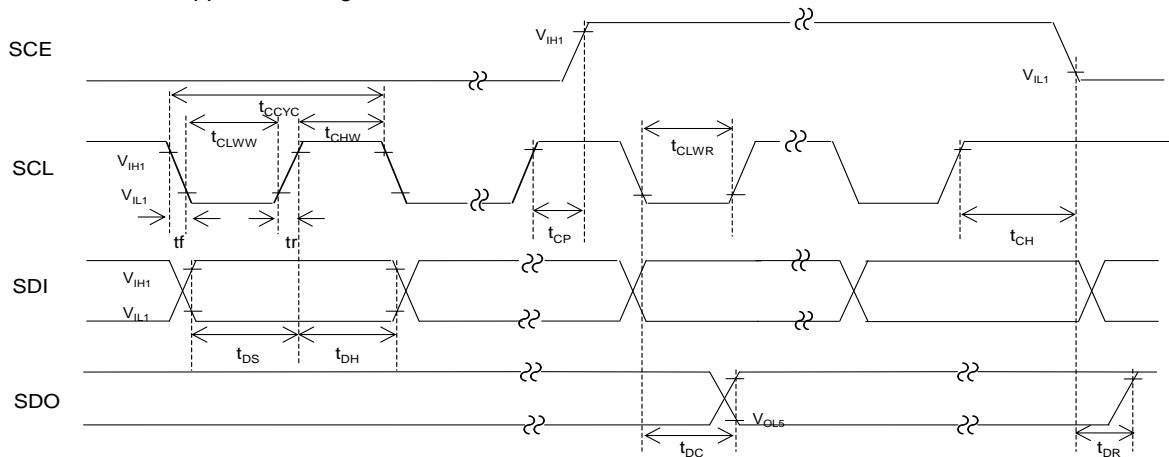 SCE
V_IH1
V_IL1
t_CCYC
t_CLWW
t_CHW
t_CLWR
SCL
V_IH1
V_IL1
tf
tr
t_CP
t_CH
SDI
V_IH1
V_IL1
t_DS
t_DH
SDO
V_OL5
t_DC
t_DR